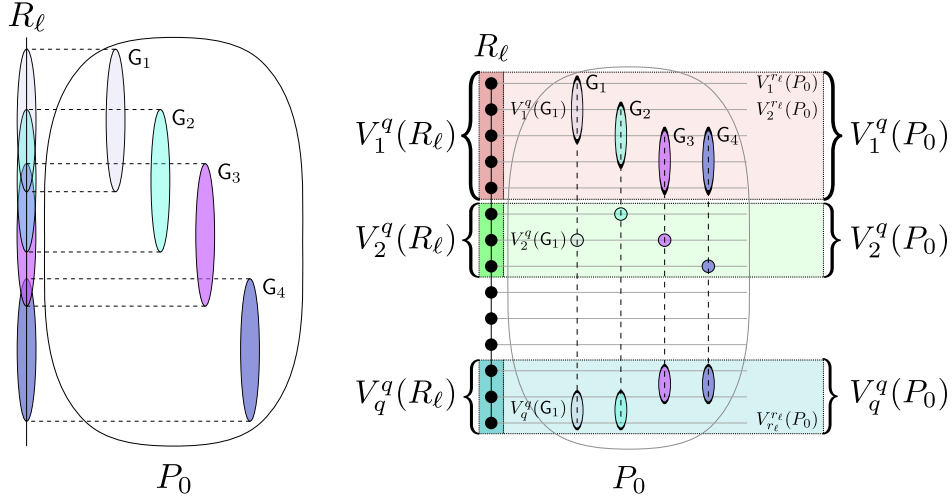 R_ℓ
G_1
G_2
G_3
G_4
P_0
R_ℓ
V_1^q(R_ℓ)
V_1^q(G_1)
G_1
G_2
G_3
G_4
V_1^{r_ℓ}(P_0)
V_2^{r_ℓ}(P_0)
V_1^q(P_0)
V_2^q(R_ℓ)
V_2^q(G_1)
V_2^q(P_0)
V_q^q(R_ℓ)
V_q^q(G_1)
V_{r_ℓ}^{r_ℓ}(P_0)
V_q^q(P_0)
P_0